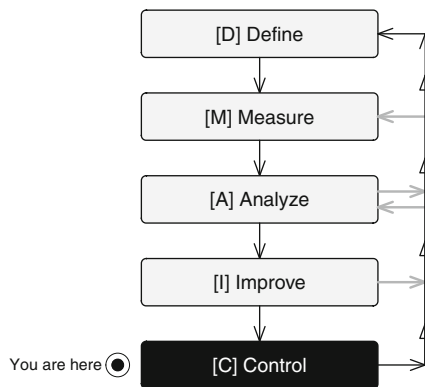 [D] Define
[M] Measure
[A] Analyze
[I] Improve
You are here
[C] Control